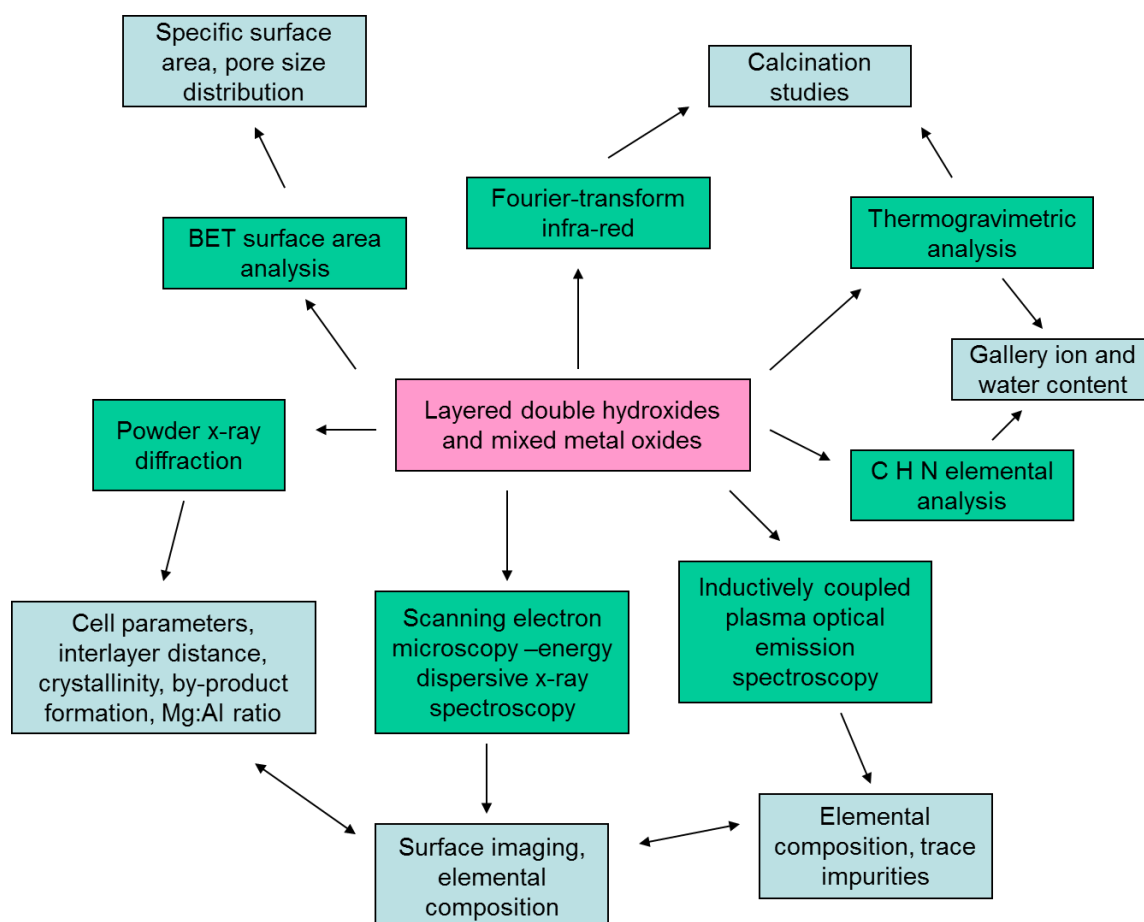 Specific surface
area, pore size
distribution
Calcination
studies
Fourier-transform
infra-red
Thermogravimetric
analysis
BET surface area
analysis
Gallery ion and
water content
Layered double hydroxides
and mixed metal oxides
Powder x-ray
diffraction
C H N elemental
analysis
Inductively coupled
plasma optical
emission
spectroscopy
Scanning electron
microscopy –energy
dispersive x-ray
spectroscopy
Cell parameters,
interlayer distance,
crystallinity, by-product
formation, Mg:Al ratio
Surface imaging,
elemental
composition
Elemental
composition, trace
impurities